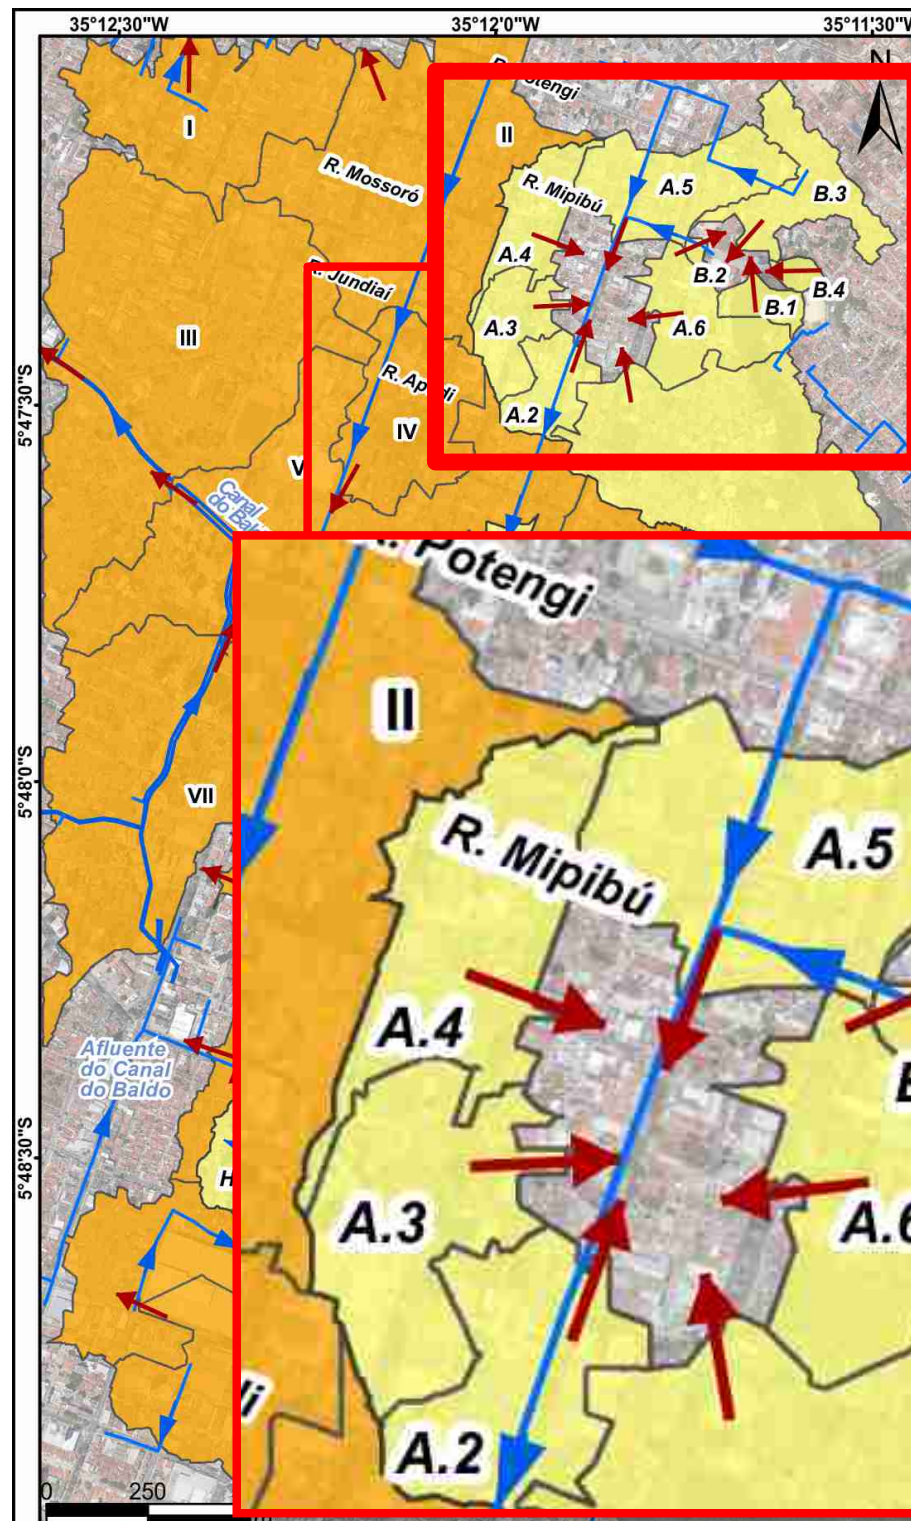 35°12'30"W
35°12'0"W
35°11'30"W
N
R. Potengi
I
II
R. Mossoró
R. Mipibú
A.5
B.3
A.4
B.2
B.4
R. Jundiaí
B.1
A.3
A.6
III
R. Apodi
A.2
IV
5°47'30"S
V
Canal
do
Potengi
II
5°48'0"S
VII
R. Mipibú
A.5
A.4
Afluente
do Canal
do Baldo
5°48'30"S
A.3
A.2
0
250